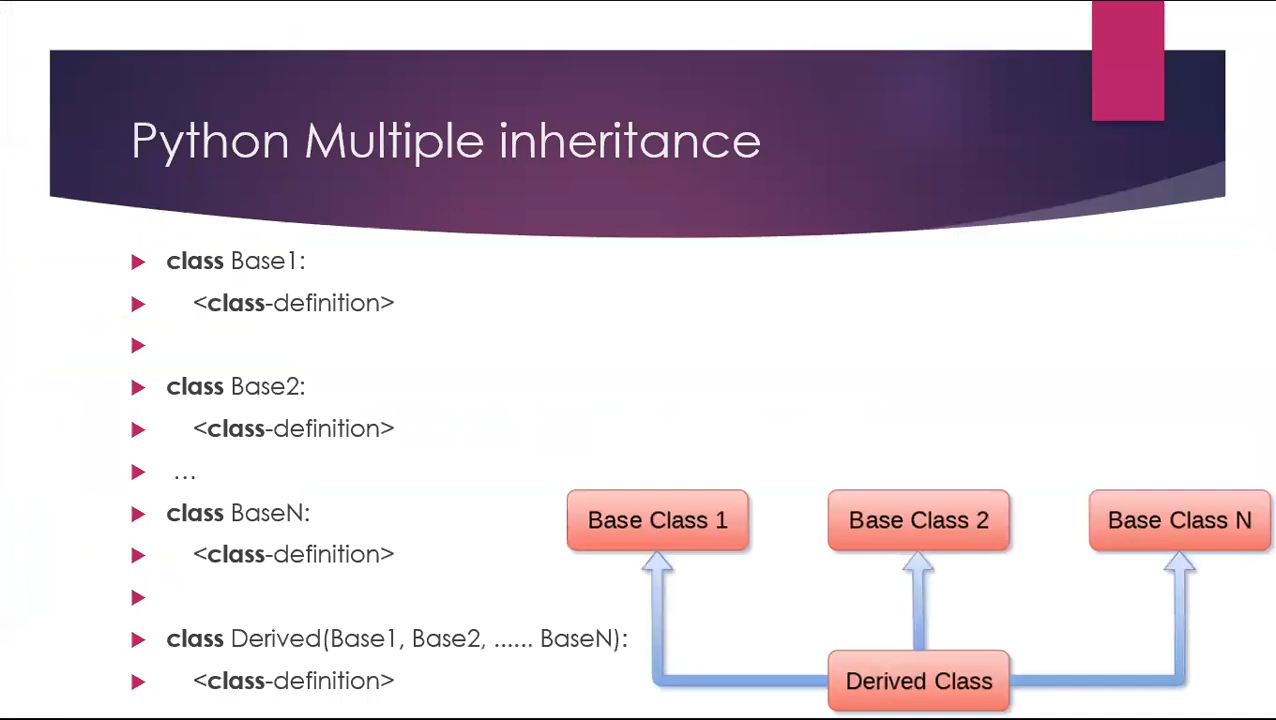 Python Multiple inheritance
class Base1:
<class-definition>
class Base2:
<class-definition>
...
class BaseN:
<class-definition>
class Derived(Base1, Base2, ...... BaseN):
<class-definition>
Base Class 1
Base Class 2
Base Class N
Derived Class